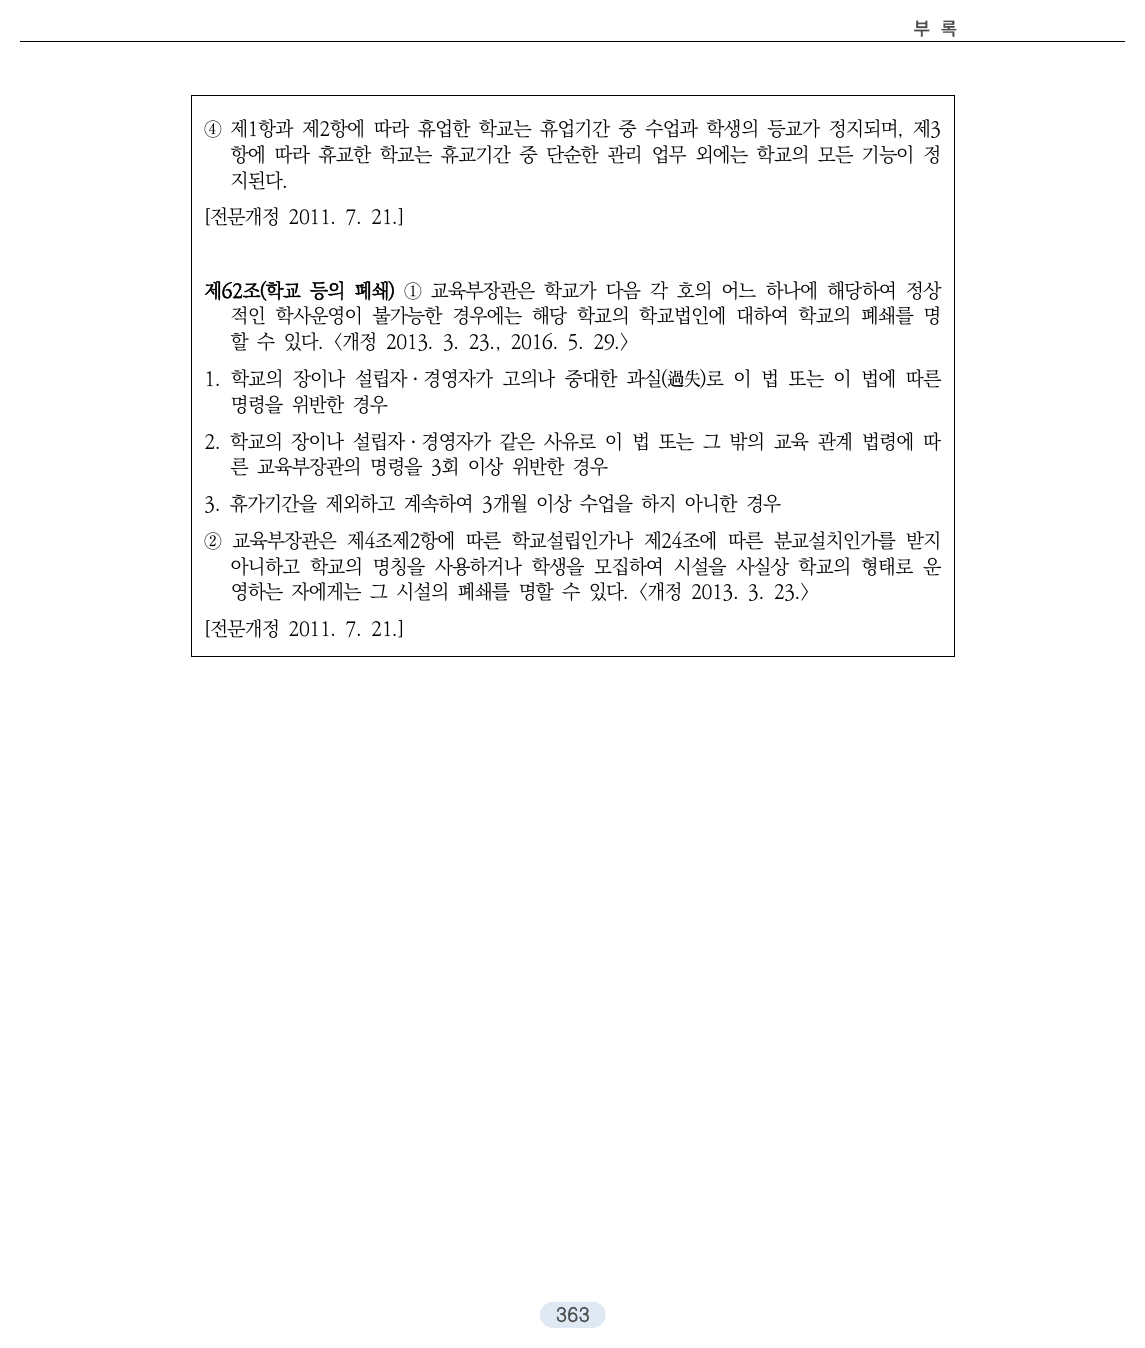 부 록
④ 제1항과 제2항에 따라 휴업한 학교는 휴업기간 중 수업과 학생의 등교가 정지되며, 제3
항에 따라 휴교한 학교는 휴교기간 중 단순한 관리 업무 외에는 학교의 모든 기능이 정
지된다.
[전문개정 2011. 7. 21.]
제62조(학교 등의 폐쇄) ① 교육부장관은 학교가 다음 각 호의 어느 하나에 해당하여 정상
적인 학사운영이 불가능한 경우에는 해당 학교의 학교법인에 대하여 학교의 폐쇄를 명
할 수 있다. 〈개정 2013. 3. 23., 2016. 5. 29.〉
1. 학교의 장이나 설립자·경영자가 고의나 중대한 과실(過失)로 이 법 또는 이 법에 따른
명령을 위반한 경우
2. 학교의 장이나 설립자·경영자가 같은 사유로 이 법 또는 그 밖의 교육 관계 법령에 따
른 교육부장관의 명령을 3회 이상 위반한 경우
3. 휴가기간을 제외하고 계속하여 3개월 이상 수업을 하지 아니한 경우
② 교육부장관은 제4조제2항에 따른 학교설립인가나 제24조에 따른 분교설치인가를 받지
아니하고 학교의 명칭을 사용하거나 학생을 모집하여 시설을 사실상 학교의 형태로 운
영하는 자에게는 그 시설의 폐쇄를 명할 수 있다. 〈개정 2013. 3. 23.〉
[전문개정 2011. 7. 21.]
363